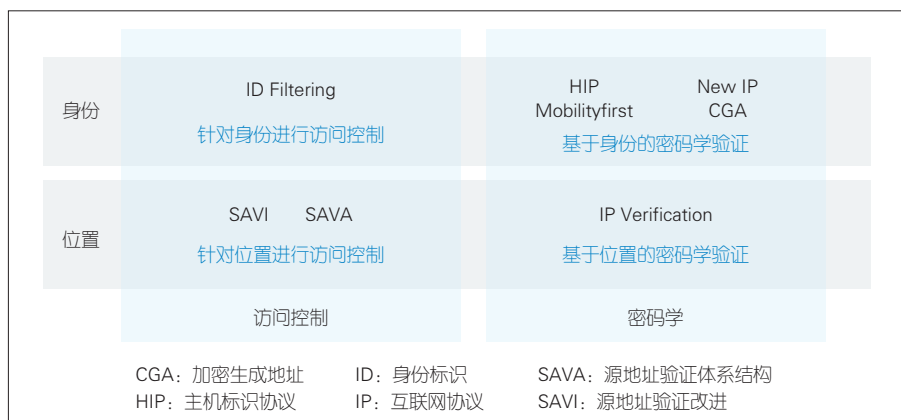 身份
ID Filtering
针对身份进行访问控制
HIP New IP
Mobilityfirst CGA
基于身份的密码学验证
位置
SAVI SAVA
针对位置进行访问控制
IP Verification
基于位置的密码学验证
访问控制 密码学
CGA：加密生成地址 ID：身份标识 SAVA：源地址验证体系结构
HIP：主机标识协议 IP：互联网协议 SAVI：源地址验证改进